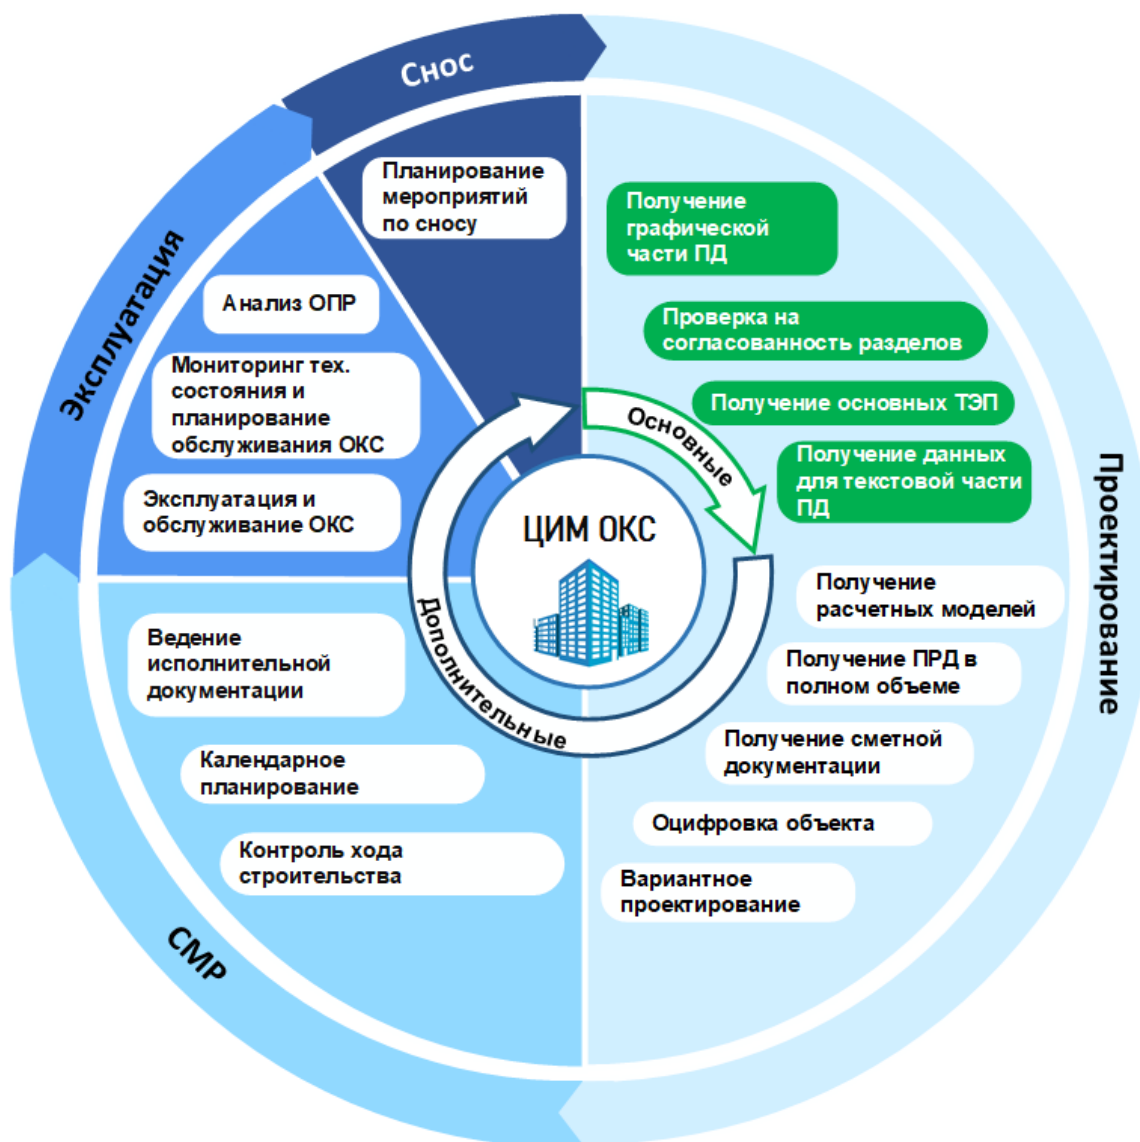 Снос
Планирование
мероприятий
по сносу
Получение
графической
части ПД
Проверка на
согласованность разделов
Получение основных ТЭП
Получение данных
для текстовой части
ПД
Основные
Проектирование
Получение
расчетных моделей
Получение ПРД в
полном объеме
Получение сметной
документации
Оцифровка объекта
Вариантное
проектирование
Эксплуатация
Анализ ОПР
Мониторинг тех.
состояния и
планирование
обслуживания ОКС
Эксплуатация и
обслуживание ОКС
ЦИМ ОКС
Дополнительные
Ведение
исполнительной
документации
Календарное
планирование
Контроль хода
строительства
СМР